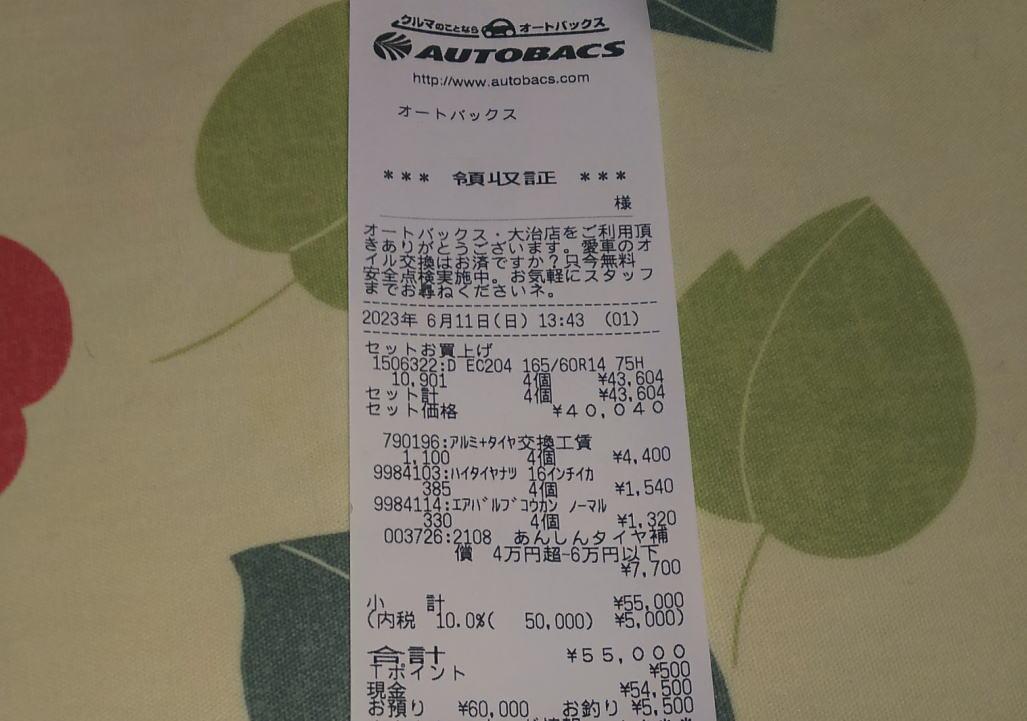 クルマのことなら オートバックス
AUTOBACS
http://www.autobacs.com
オートバックス
*** 領収証 ***
様
オートバックス・大治店をご利用頂
きありがとうございます。愛車のオ
イル交換はお済ですか?只今無料
安全点検実施中。お気軽にスタッフ
までお尋ねくださいネ。
2023年 6月11日(日) 13:43 (01)
セットお買上げ
1506322:D EC204 165/60R14 75H
10,901 4個 ¥43,604
セット計 4個 ¥43,604
セット価格 ¥40,040
790196:アルミ+タイヤ交換工賃
1,100 4個 ¥4,400
9984103:ハイタイヤナツ 16インチイカ
385 4個 ¥1,540
9984114:エアバルブコウカン ノーマル
330 4個 ¥1,320
003726:2108 あんしんタイヤ補
償 4万円超-6万円以下
¥7,700
小 計 ¥55,000
(内税 10.0%( 50,000) ¥5,000)
合計 ¥55,000
Tポイント ¥500
現金 ¥54,500
お預り ¥60,000 お釣り ¥5,500